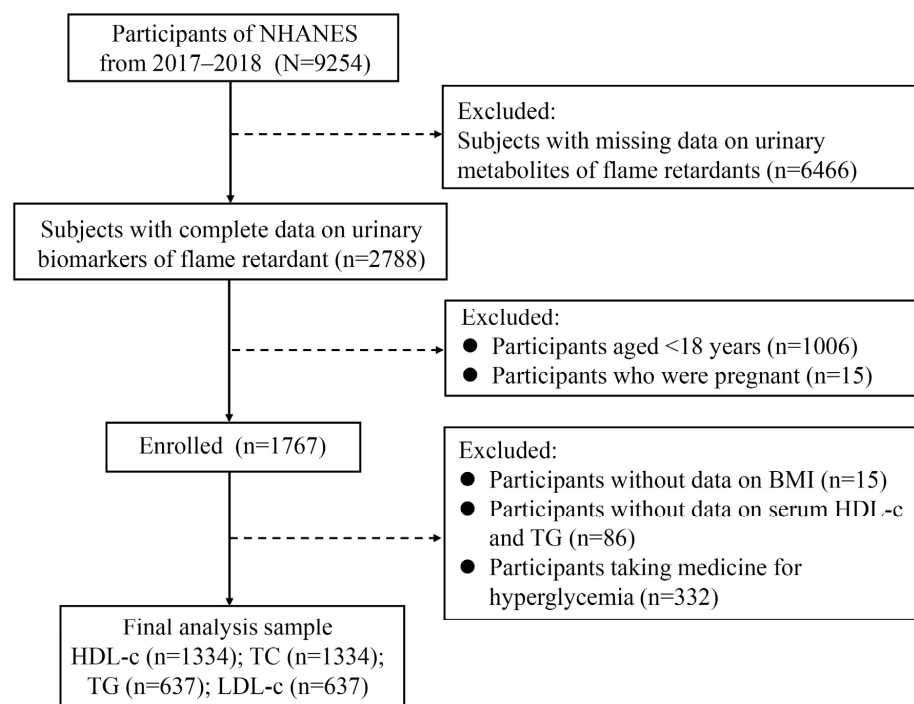 Participants of NHANES
from 2017–2018 (N=9254)
Excluded:
Subjects with missing data on urinary
metabolites of flame retardants (n=6466)
Subjects with complete data on urinary
biomarkers of flame retardant (n=2788)
Excluded:
● Participants aged <18 years (n=1006)
● Participants who were pregnant (n=15)
Enrolled (n=1767)
Excluded:
● Participants without data on BMI (n=15)
● Participants without data on serum HDL-c
and TG (n=86)
● Participants taking medicine for
hyperglycemia (n=332)
Final analysis sample
HDL-c (n=1334); TC (n=1334);
TG (n=637); LDL-c (n=637)